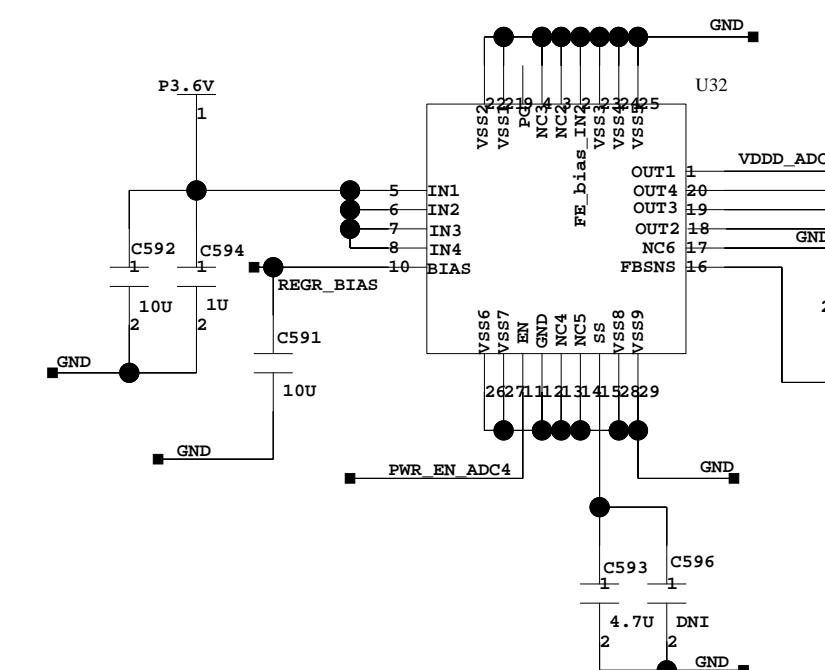 GND
P3.6V
1
U32
22 21 9 4 3 2 23 24 25
VSS2 VSS1 PG NC3 NC2 FE_bias_IN2 VSS3 VSS4 VSS5
VDDD_ADC
OUT1 1
5 IN1 OUT4 20
6 IN2 OUT3 19
7 IN3 OUT2 18
GND
8 IN4 NC6 17
10 BIAS FBSNS 16
C592 C594
1 1
REGR_BIAS
10U 1U
2 2
C591
VSS6 VSS7 EN GND NC4 NC5 SS VSS8 VSS9
GND
10U
26 27 11 12 13 14 15 28 29
GND
PWR_EN_ADC4
GND
C593 C596
1 1
4.7U DNI
2 2
GND